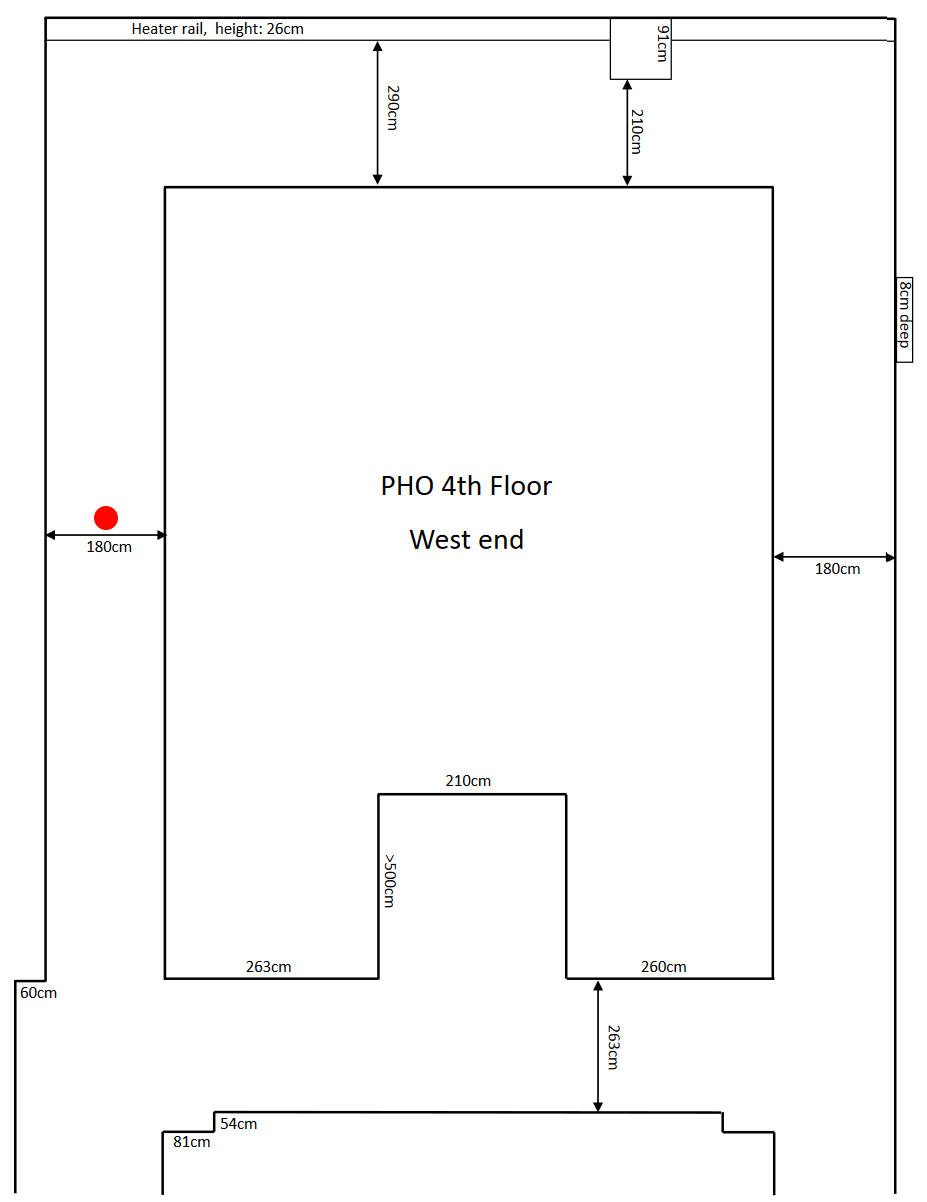 Heater rail,  height: 26cm
91cm
290cm
210cm
8cm deep
PHO 4th Floor
West end
180cm
180cm
210cm
>500cm
263cm
260cm
60cm
263cm
54cm
81cm